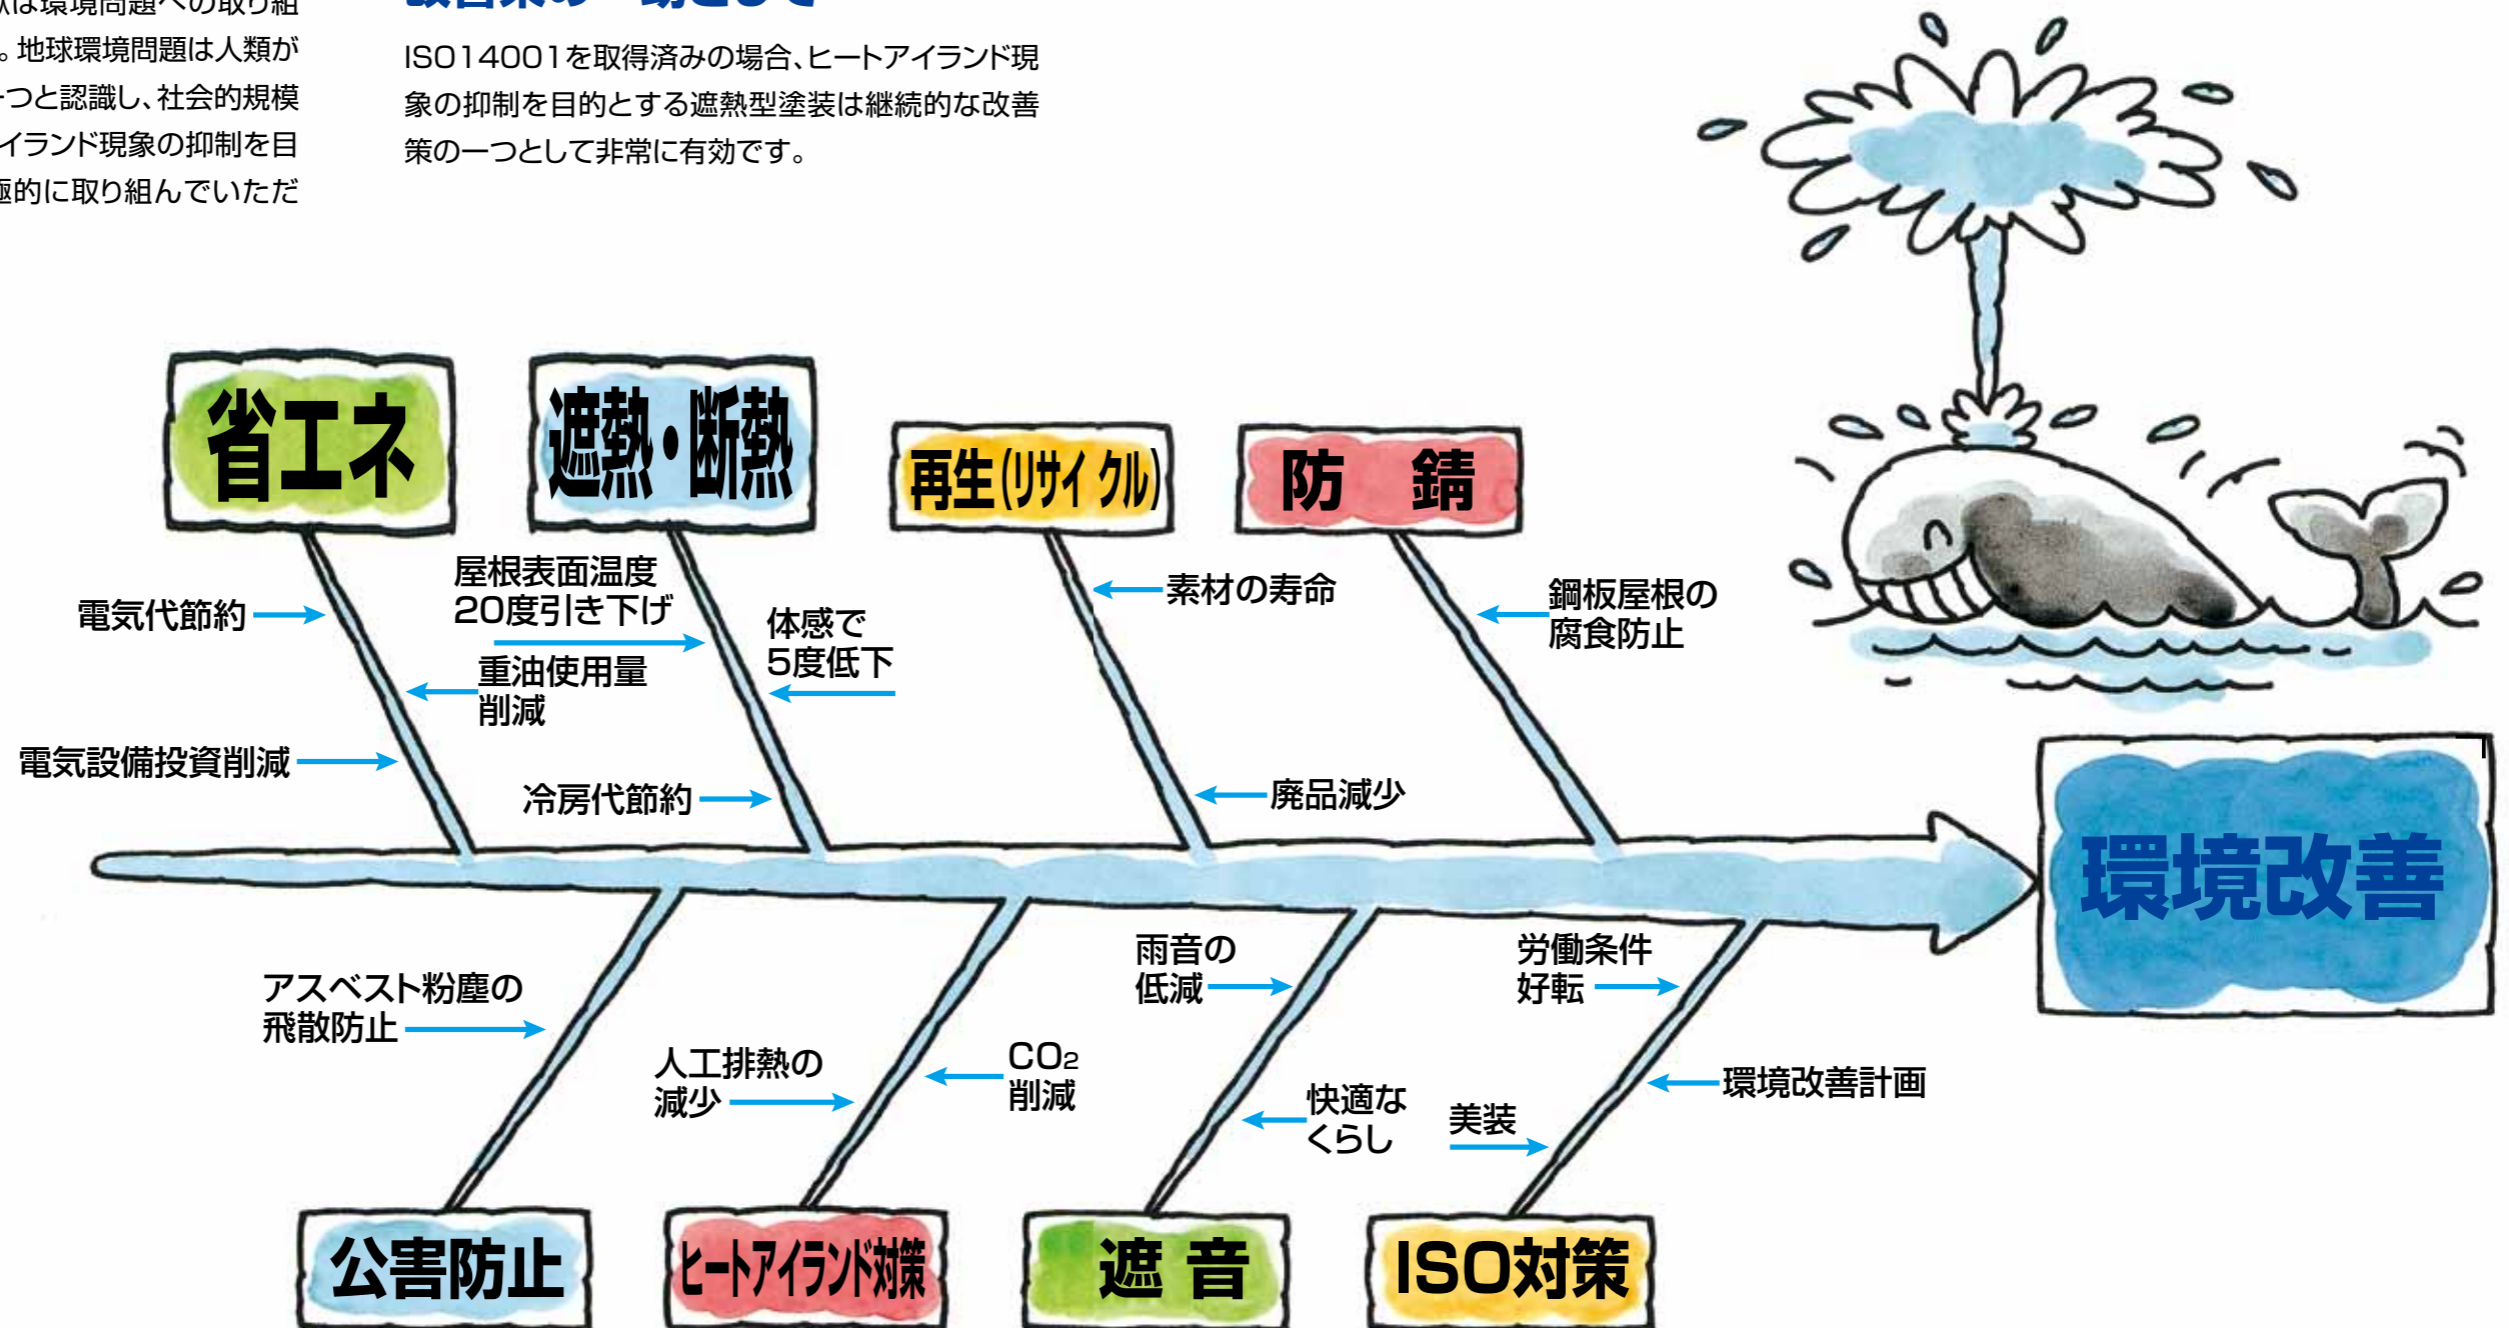 は環境問題への取り組
。地球環境問題は人類が
つと認識し、社会的規模
イランド現象の抑制を目
極的に取り組んでいただ
ISO14001を取得済みの場合、ヒートアイランド現
象の抑制を目的とする遮熱型塗装は継続的な改善
策の一つとして非常に有効です。
省エネ
遮熱・断熱
再生(リサイクル)
防 錆
電気代節約
重油使用量
削減
電気設備投資削減
屋根表面温度
20度引き下げ
体感で
5度低下
冷房代節約
素材の寿命
廃品減少
鋼板屋根の
腐食防止
環境改善
アスベスト粉塵の
飛散防止
人工排熱の
減少
CO₂
削減
雨音の
低減
快適な
くらし
労働条件
好転
環境改善計画
美装
公害防止
ヒートアイランド対策
遮 音
ISO対策